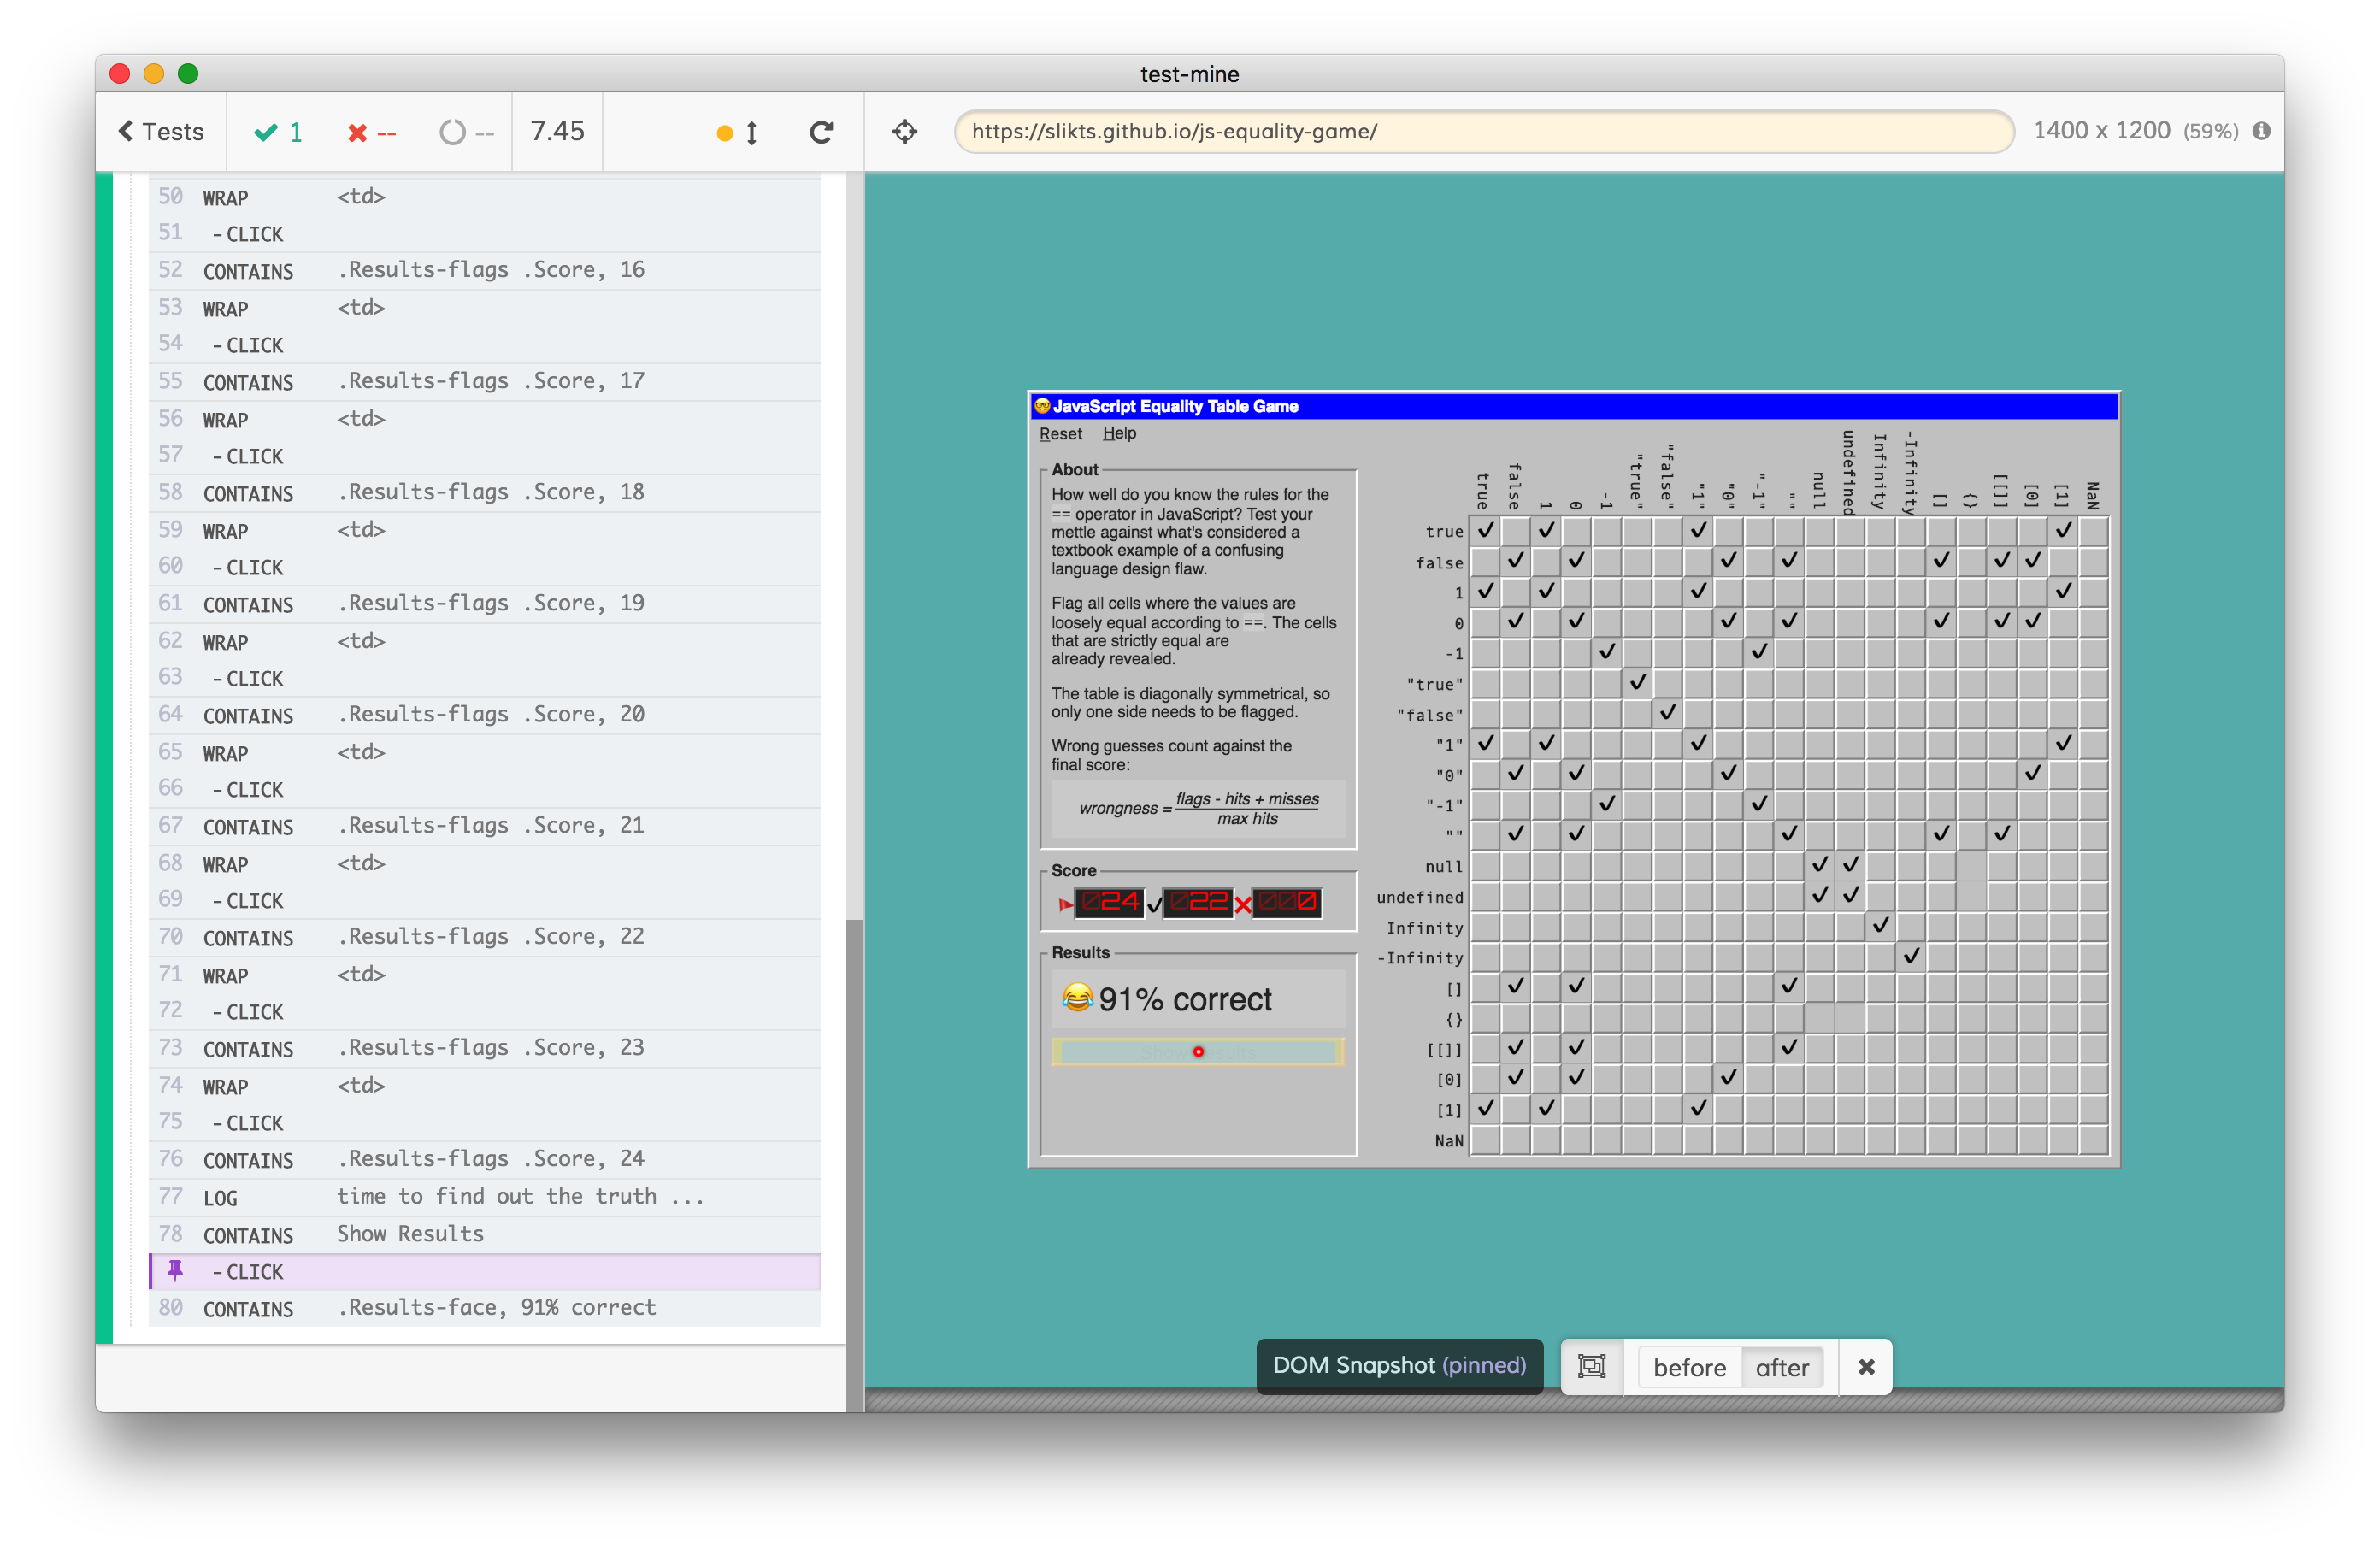 test-mine
Tests
1
--
--
7.45
https://slikts.github.io/js-equality-game/
1400 x 1200 (59%)
50 WRAP <td>
51 -CLICK
52 CONTAINS .Results-flags .Score, 16
53 WRAP <td>
54 -CLICK
55 CONTAINS .Results-flags .Score, 17
56 WRAP <td>
57 -CLICK
58 CONTAINS .Results-flags .Score, 18
59 WRAP <td>
60 -CLICK
61 CONTAINS .Results-flags .Score, 19
62 WRAP <td>
63 -CLICK
64 CONTAINS .Results-flags .Score, 20
65 WRAP <td>
66 -CLICK
67 CONTAINS .Results-flags .Score, 21
68 WRAP <td>
69 -CLICK
70 CONTAINS .Results-flags .Score, 22
71 WRAP <td>
72 -CLICK
73 CONTAINS .Results-flags .Score, 23
74 WRAP <td>
75 -CLICK
76 CONTAINS .Results-flags .Score, 24
77 LOG time to find out the truth ...
78 CONTAINS Show Results
-CLICK
80 CONTAINS .Results-face, 91% correct
JavaScript Equality Table Game
Reset Help
About
How well do you know the rules for the
== operator in JavaScript? Test your
mettle against what's considered a
textbook example of a confusing
language design flaw.
Flag all cells where the values are
loosely equal according to ==. The cells
that are strictly equal are
already revealed.
The table is diagonally symmetrical, so
only one side needs to be flagged.
Wrong guesses count against the
final score:
wrongness = flags - hits + misses
max hits
Score
024 022 000
Results
91% correct
Show Results
true false 1 0 -1 "true" "false" "1" "0" "-1" "" null undefined Infinity -Infinity [] {} [[]] [0] [1] NaN
true
false
1
0
-1
"true"
"false"
"1"
"0"
"-1"
""
null
undefined
Infinity
-Infinity
[]
{}
[[]]
[0]
[1]
NaN
DOM Snapshot (pinned)
before after